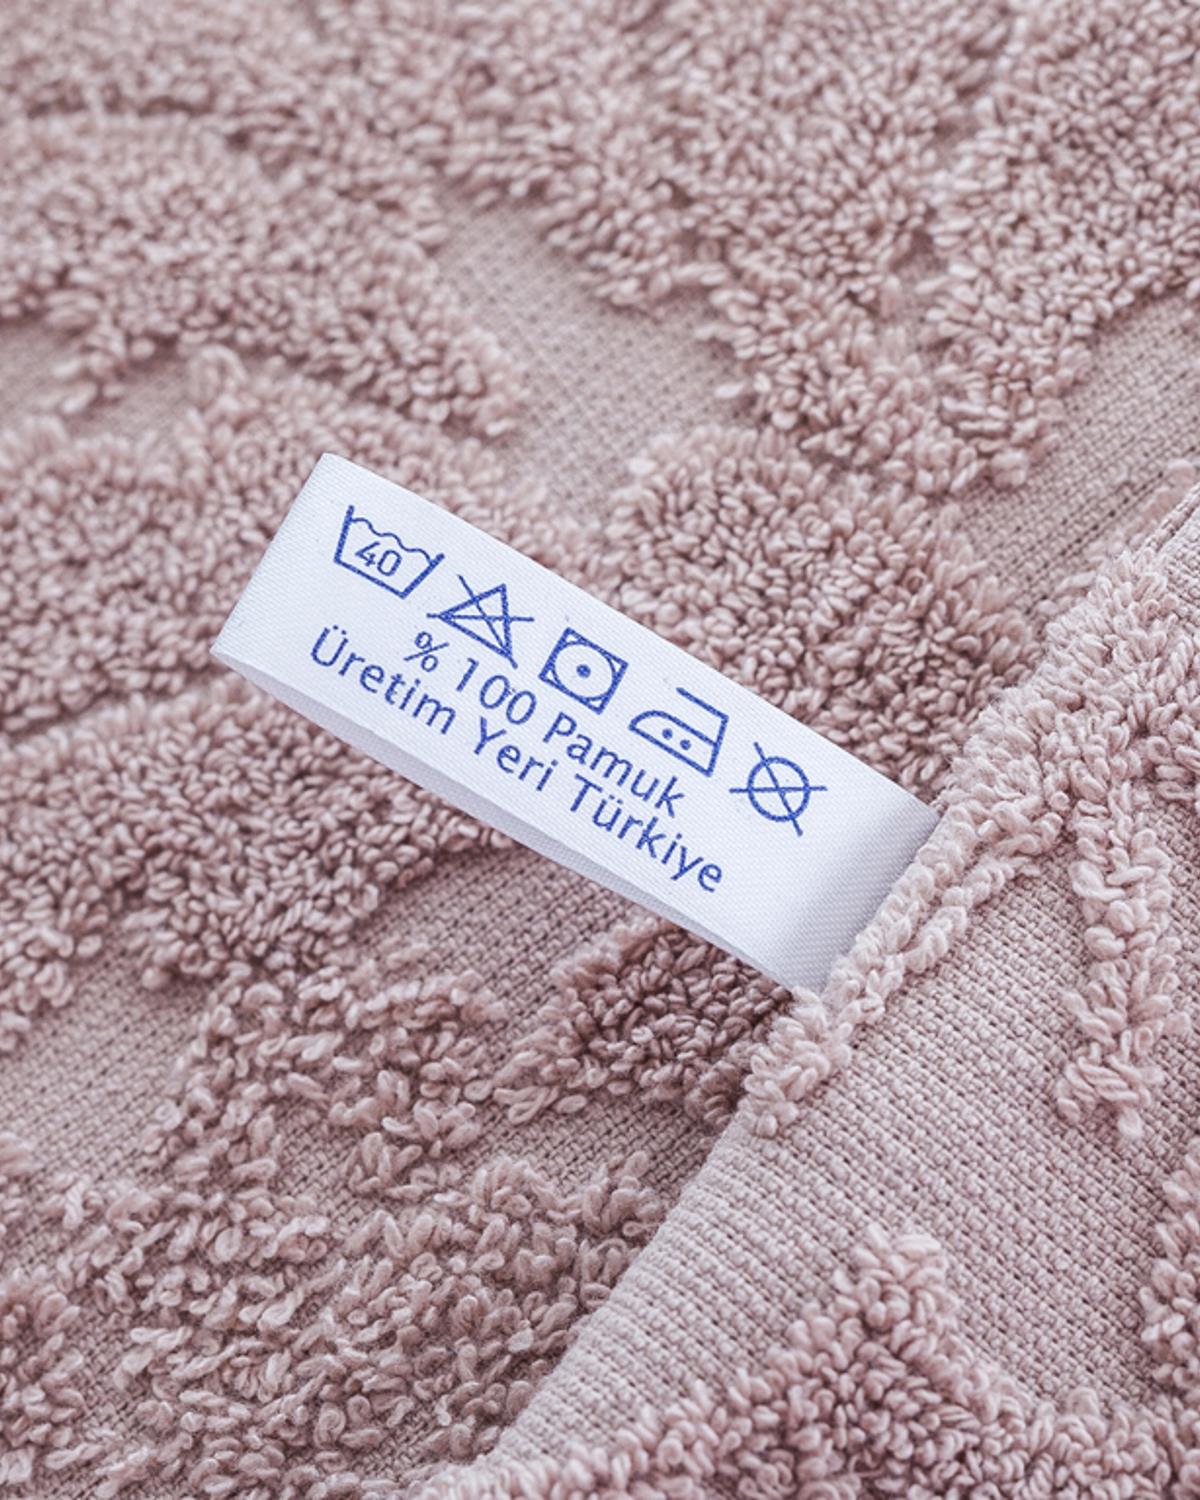 40
% 100 Pamuk
Üretim Yeri Türkiye